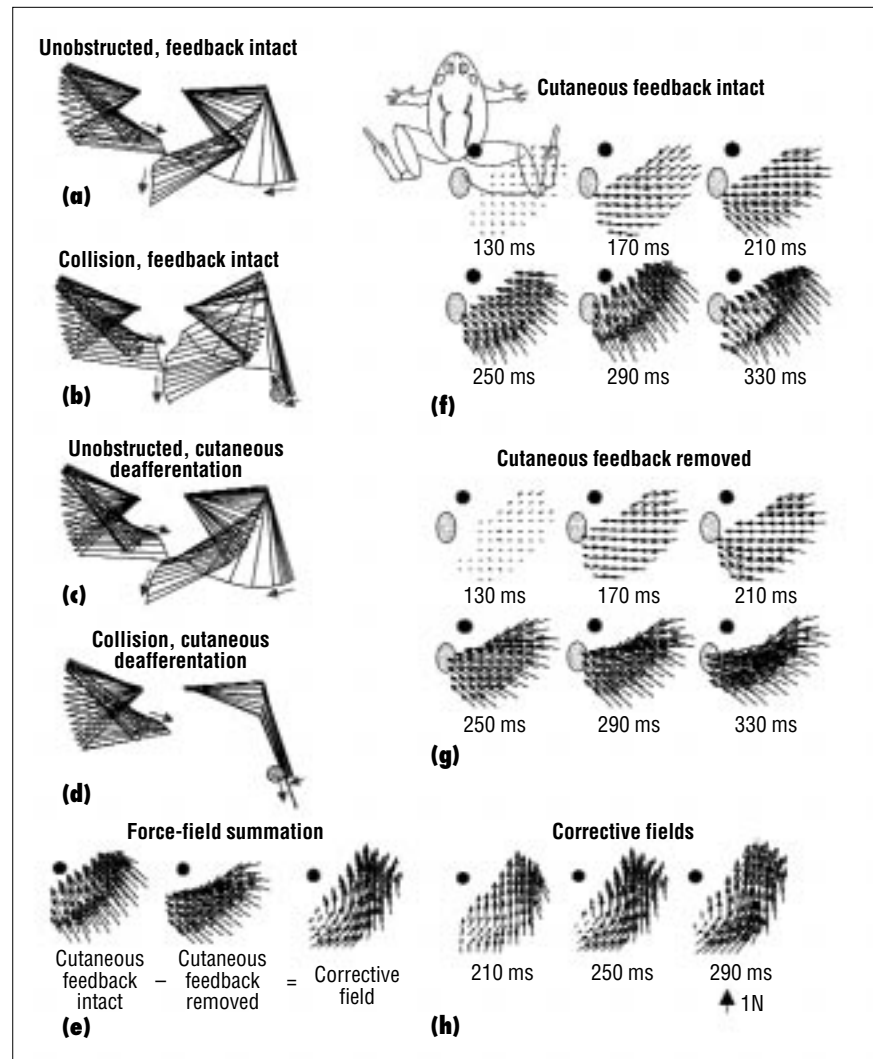 Unobstructed, feedback intact
(a)
Collision, feedback intact
(b)
Unobstructed, cutaneous
deafferentation
(c)
Collision, cutaneous
deafferentation
(d)
Cutaneous feedback intact
130 ms
170 ms
210 ms
250 ms
290 ms
330 ms
(f)
Cutaneous feedback removed
130 ms
170 ms
210 ms
250 ms
290 ms
330 ms
(g)
Force-field summation
Cutaneous
feedback
intact
–
Cutaneous
feedback
removed
=
Corrective
field
(e)
Corrective fields
210 ms
250 ms
290 ms
1N
(h)